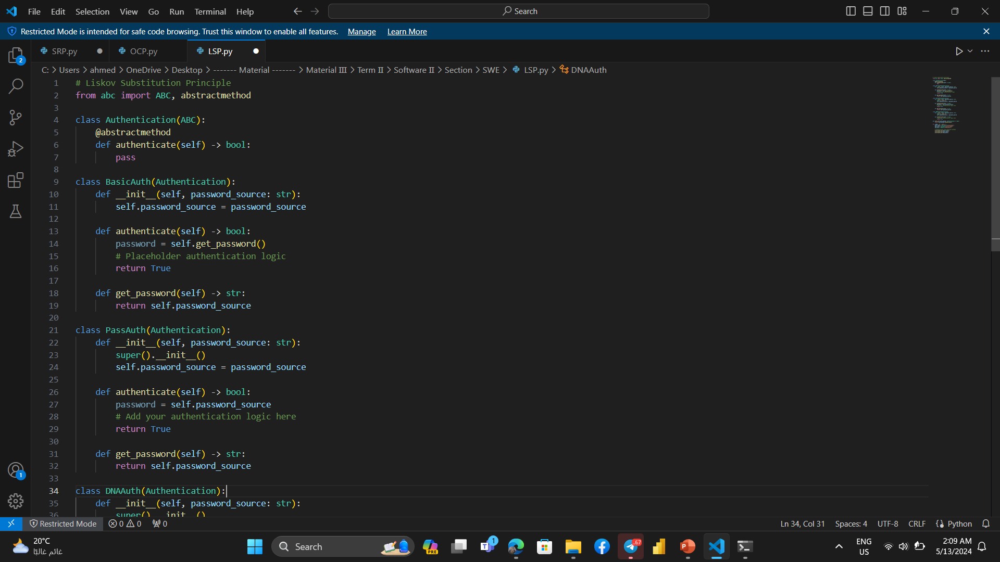 File Edit Selection View Go Run Terminal Help
Search
Restricted Mode is intended for safe code browsing. Trust this window to enable all features. Manage Learn More
SRP.py OCP.py LSP.py
C: > Users > ahmed > OneDrive > Desktop > ------- Material ------- > Material III > Term II > Software II > Section > SWE > LSP.py > DNAAuth
1 # Liskov Substitution Principle
2 from abc import ABC, abstractmethod
3
4 class Authentication(ABC):
5 @abstractmethod
6 def authenticate(self) -> bool:
7 pass
8
9 class BasicAuth(Authentication):
10 def __init__(self, password_source: str):
11 self.password_source = password_source
12
13 def authenticate(self) -> bool:
14 password = self.get_password()
15 # Placeholder authentication logic
16 return True
17
18 def get_password(self) -> str:
19 return self.password_source
20
21 class PassAuth(Authentication):
22 def __init__(self, password_source: str):
23 super().__init__()
24 self.password_source = password_source
25
26 def authenticate(self) -> bool:
27 password = self.password_source
28 # Add your authentication logic here
29 return True
30
31 def get_password(self) -> str:
32 return self.password_source
33
34 class DNAAuth(Authentication):
35 def __init__(self, password_source: str):
36 super().__init__()
2
1
Restricted Mode 0 0 0
Ln 34, Col 31 Spaces: 4 UTF-8 CRLF Python
20°C
غائم غالبًا
Search
PRE
1
.67
ENG
US
2:09 AM
5/13/2024